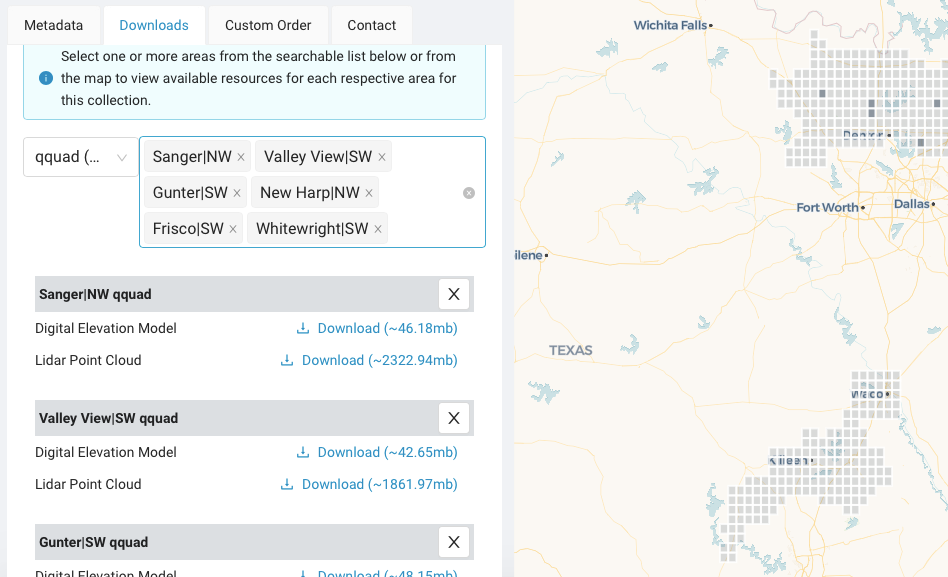 Metadata
Downloads
Custom Order
Contact
Select one or more areas from the searchable list below or from
the map to view available resources for each respective area for
this collection.
qquad (...
Sanger|NW
Valley View|SW
Gunter|SW
New Harp|NW
Frisco|SW
Whitewright|SW
Sanger|NW qquad
X
Digital Elevation Model
Download (~46.18mb)
Lidar Point Cloud
Download (~2322.94mb)
Valley View|SW qquad
X
Digital Elevation Model
Download (~42.65mb)
Lidar Point Cloud
Download (~1861.97mb)
Gunter|SW qquad
X
Digital Elevation Model
Download (~48.15mb)
Wichita Falls
Fort Worth
Dallas
ilene
TEXAS
Waco
Killeen